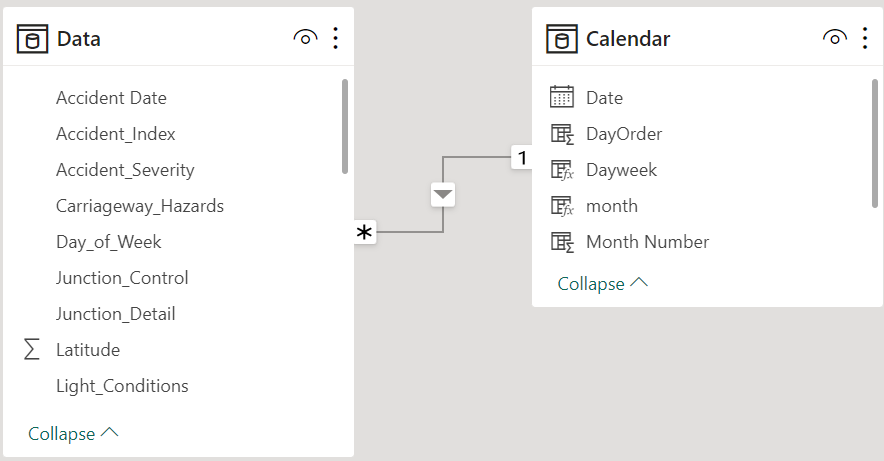 Data
Accident Date
Accident_Index
Accident_Severity
Carriageway_Hazards
Day_of_Week
Junction_Control
Junction_Detail
Σ Latitude
Light_Conditions
Collapse
*
1
Calendar
Date
DayOrder
Dayweek
month
Month Number
Collapse